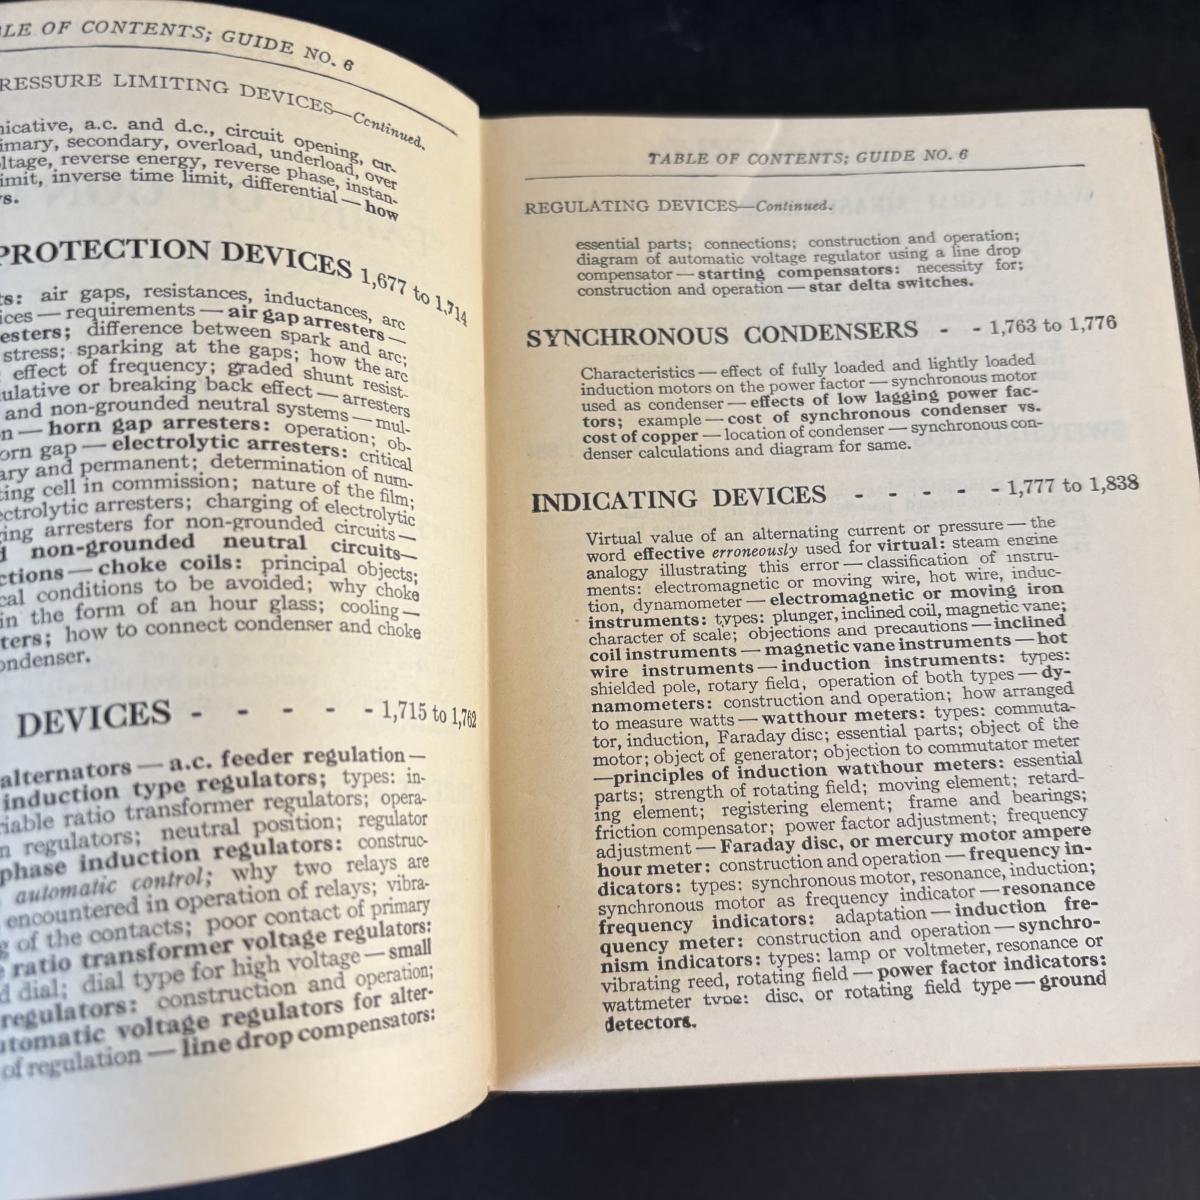 LE OF CONTENTS; GUIDE NO. 6
RESSURE LIMITING DEVICES—Continued.
nicative, a.c. and d.c., circuit opening, cir-
imary, secondary, overload, underload, over
ltage, reverse energy, reverse phase, instan-
imit, inverse time limit, differential — how
s.
PROTECTION DEVICES 1,677 to 1,714
ts: air gaps, resistances, inductances, arc
ices — requirements — air gap arresters —
esters; difference between spark and arc;
stress; sparking at the gaps; how the arc
effect of frequency; graded shunt resist-
ulative or breaking back effect — arresters
and non-grounded neutral systems — mul-
n — horn gap arresters: operation; ob-
orn gap — electrolytic arresters: critical
ary and permanent; determination of num-
ting cell in commission; nature of the film;
ectrolytic arresters; charging of electrolytic
ing arresters for non-grounded circuits —
d non-grounded neutral circuits—
ctions — choke coils: principal objects;
cal conditions to be avoided; why choke
in the form of an hour glass; cooling —
ters; how to connect condenser and choke
ondenser.
DEVICES - - - - - 1,715 to 1,762
alternators — a.c. feeder regulation —
induction type regulators; types: in-
iable ratio transformer regulators; opera-
n regulators; neutral position; regulator
phase induction regulators: construc-
automatic control; why two relays are
encountered in operation of relays; vibra-
g of the contacts; poor contact of primary
ratio transformer voltage regulators:
d dial; dial type for high voltage — small
regulators: construction and operation;
utomatic voltage regulators for alter-
of regulation — line drop compensators:
TABLE OF CONTENTS; GUIDE NO. 6
REGULATING DEVICES—Continued.
essential parts; connections; construction and operation;
diagram of automatic voltage regulator using a line drop
compensator — starting compensators: necessity for;
construction and operation — star delta switches.
SYNCHRONOUS CONDENSERS - - 1,763 to 1,776
Characteristics — effect of fully loaded and lightly loaded
induction motors on the power factor — synchronous motor
used as condenser — effects of low lagging power fac-
tors; example — cost of synchronous condenser vs.
cost of copper — location of condenser — synchronous con-
denser calculations and diagram for same.
INDICATING DEVICES - - - - - 1,777 to 1,838
Virtual value of an alternating current or pressure — the
word effective erroneously used for virtual: steam engine
analogy illustrating this error — classification of instru-
ments: electromagnetic or moving wire, hot wire, induc-
tion, dynamometer — electromagnetic or moving iron
instruments: types: plunger, inclined coil, magnetic vane;
character of scale; objections and precautions — inclined
coil instruments — magnetic vane instruments — hot
wire instruments — induction instruments: types:
shielded pole, rotary field, operation of both types — dy-
namometers: construction and operation; how arranged
to measure watts — watthour meters: types: commuta-
tor, induction, Faraday disc; essential parts; object of the
motor; object of generator; objection to commutator meter
—principles of induction watthour meters: essential
parts; strength of rotating field; moving element; retard-
ing element; registering element; frame and bearings;
friction compensator; power factor adjustment; frequency
adjustment — Faraday disc, or mercury motor ampere
hour meter: construction and operation — frequency in-
dicators: types: synchronous motor, resonance, induction;
synchronous motor as frequency indicator — resonance
frequency indicators: adaptation — induction fre-
quency meter: construction and operation — synchro-
nism indicators: types: lamp or voltmeter, resonance or
vibrating reed, rotating field — power factor indicators:
wattmeter type: disc, or rotating field type — ground
detectors.